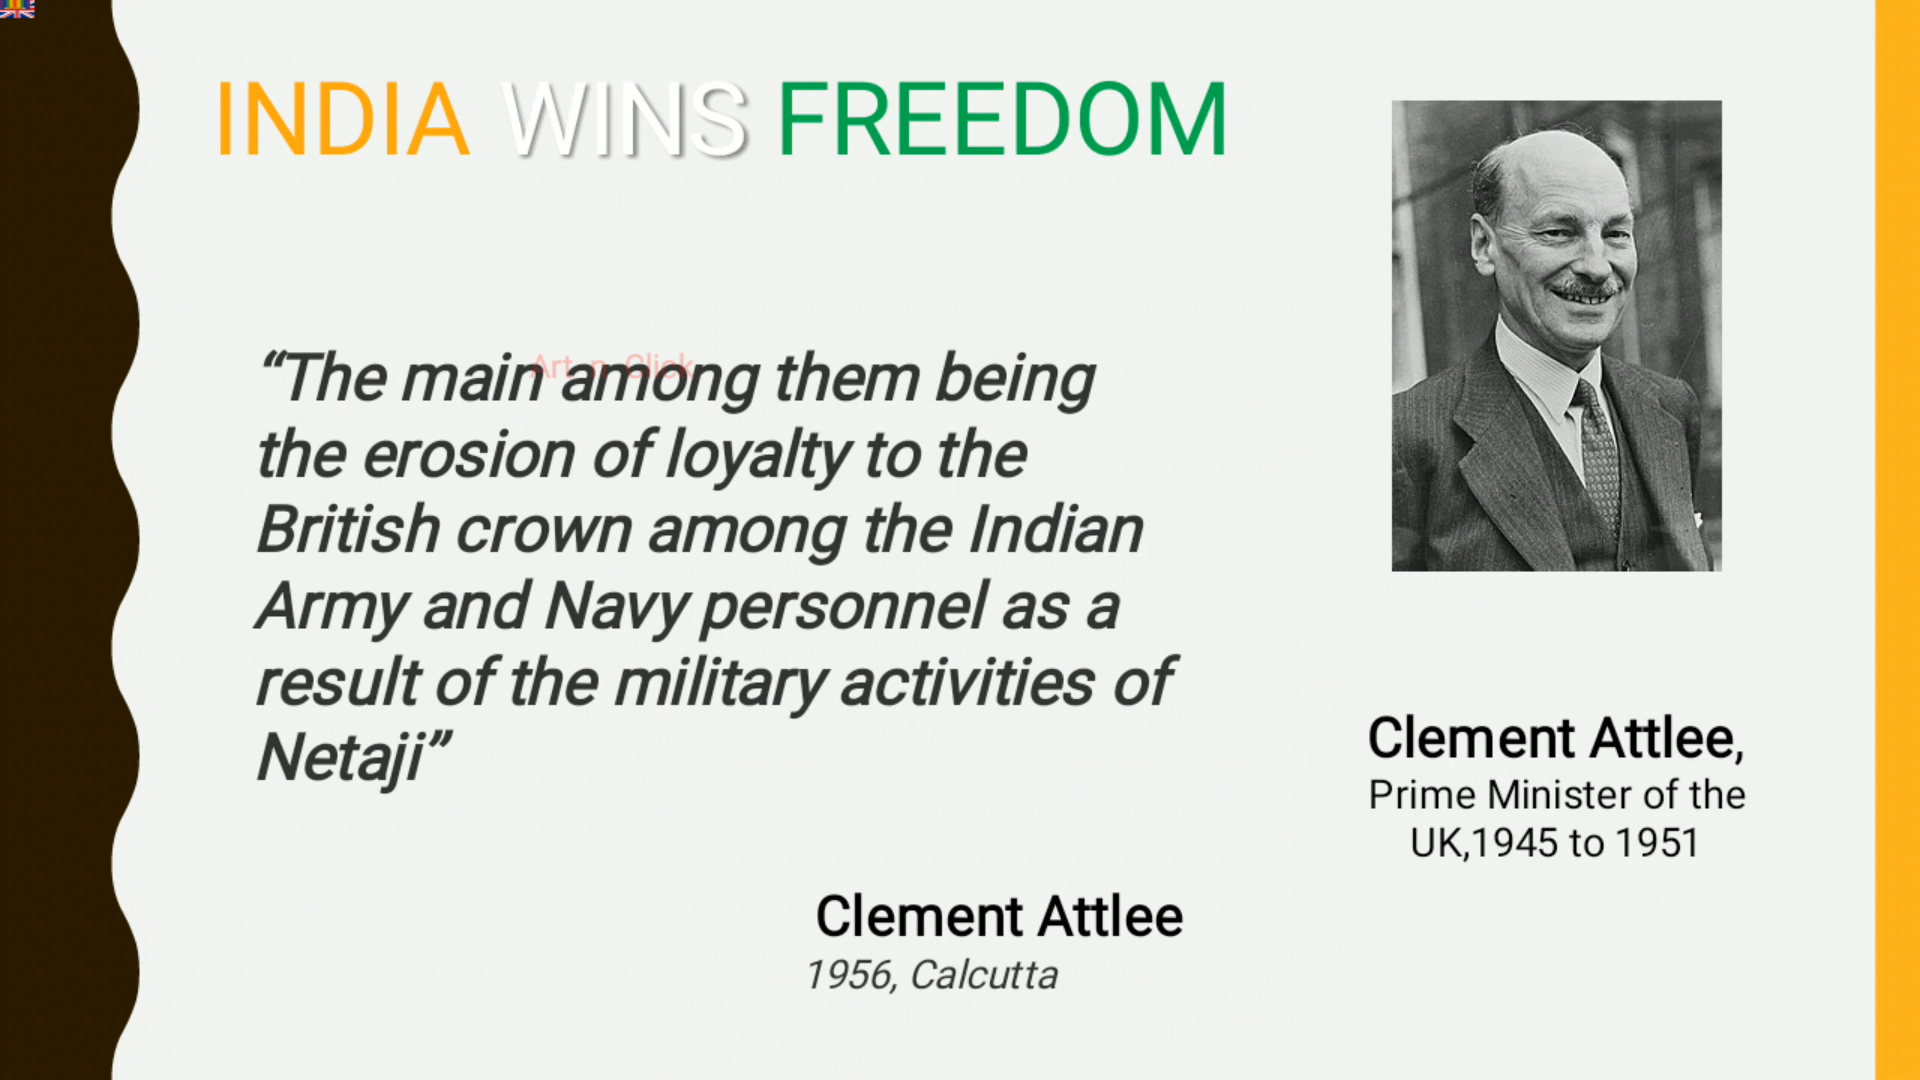 INDIA WINS FREEDOM
Art n Click
“The main among them being
the erosion of loyalty to the
British crown among the Indian
Army and Navy personnel as a
result of the military activities of
Netaji”
Clement Attlee,
Prime Minister of the
UK,1945 to 1951
Clement Attlee
1956, Calcutta